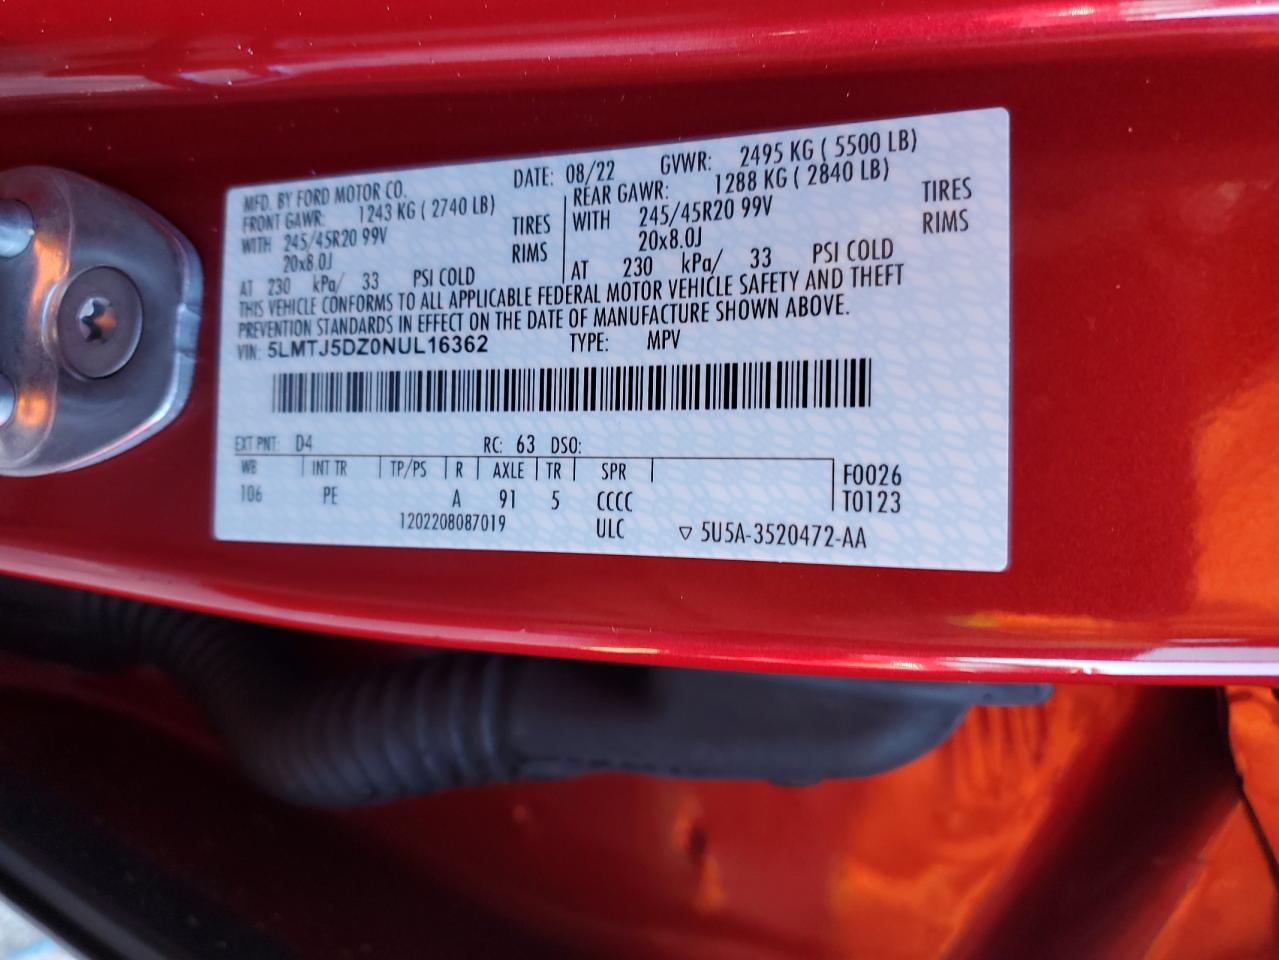 MFD. BY FORD MOTOR CO. DATE: 08/22 GVWR: 2495 KG ( 5500 LB)
FRONT GAWR: 1243 KG ( 2740 LB) REAR GAWR: 1288 KG ( 2840 LB)
WITH 245/45R20 99V TIRES WITH 245/45R20 99V TIRES
20x8.0J RIMS 20x8.0J RIMS
AT 230 kPa/ 33 PSI COLD AT 230 kPa/ 33 PSI COLD
THIS VEHICLE CONFORMS TO ALL APPLICABLE FEDERAL MOTOR VEHICLE SAFETY AND THEFT
PREVENTION STANDARDS IN EFFECT ON THE DATE OF MANUFACTURE SHOWN ABOVE.
VIN: 5LMTJ5DZ0NUL16362 TYPE: MPV
EXT PNT: D4 RC: 63 DSO:
WB INT TR TP/PS R AXLE TR SPR F0026
106 PE A 91 5 CCCC T0123
1202208087019 ULC ▽ 5U5A-3520472-AA